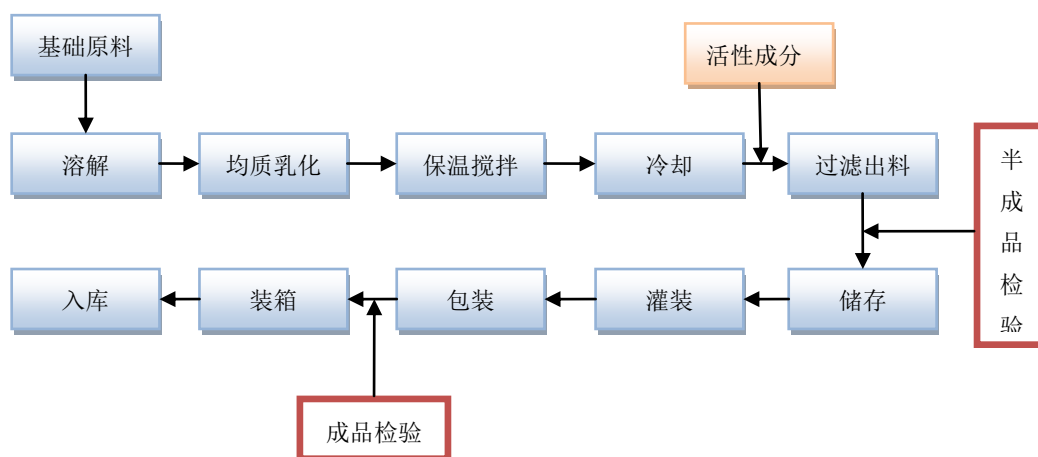 基础原料
活性成分
溶解
均质乳化
保温搅拌
冷却
过滤出料
半
成
品
检
验
入库
装箱
包装
灌装
储存
成品检验